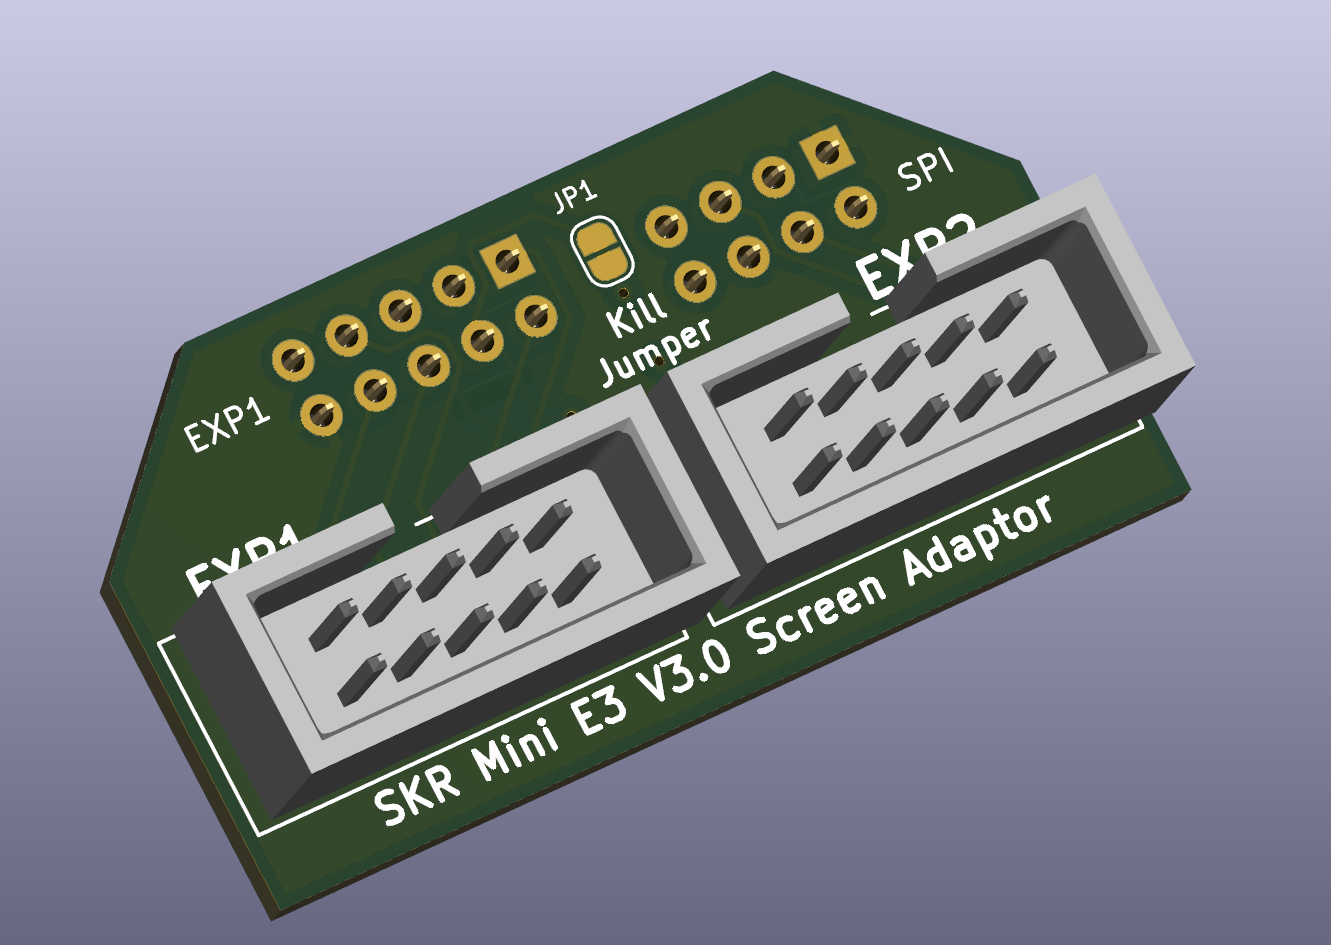 JP1
SPI
EXP2
Kill
Jumper
EXP1
EXP1
SKR Mini E3 V3.0 Screen Adaptor